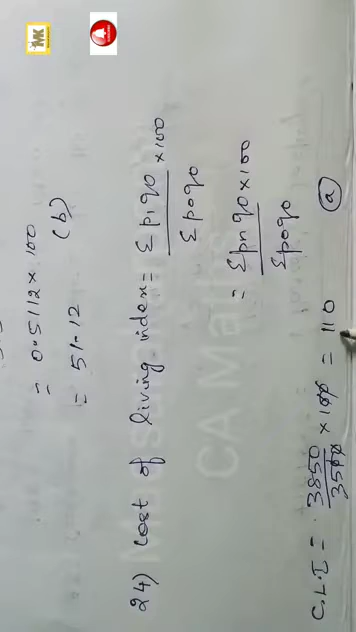 = 0.5112 × 100
= 51.12 (b)
24) Cost of living index = Σp1q0 × 100 / Σp0q0
= Σpnq0 × 100 / Σp0q0
C.L.I = 3850 / 3500 × 100 = 110 (a)
MK
CA Maths